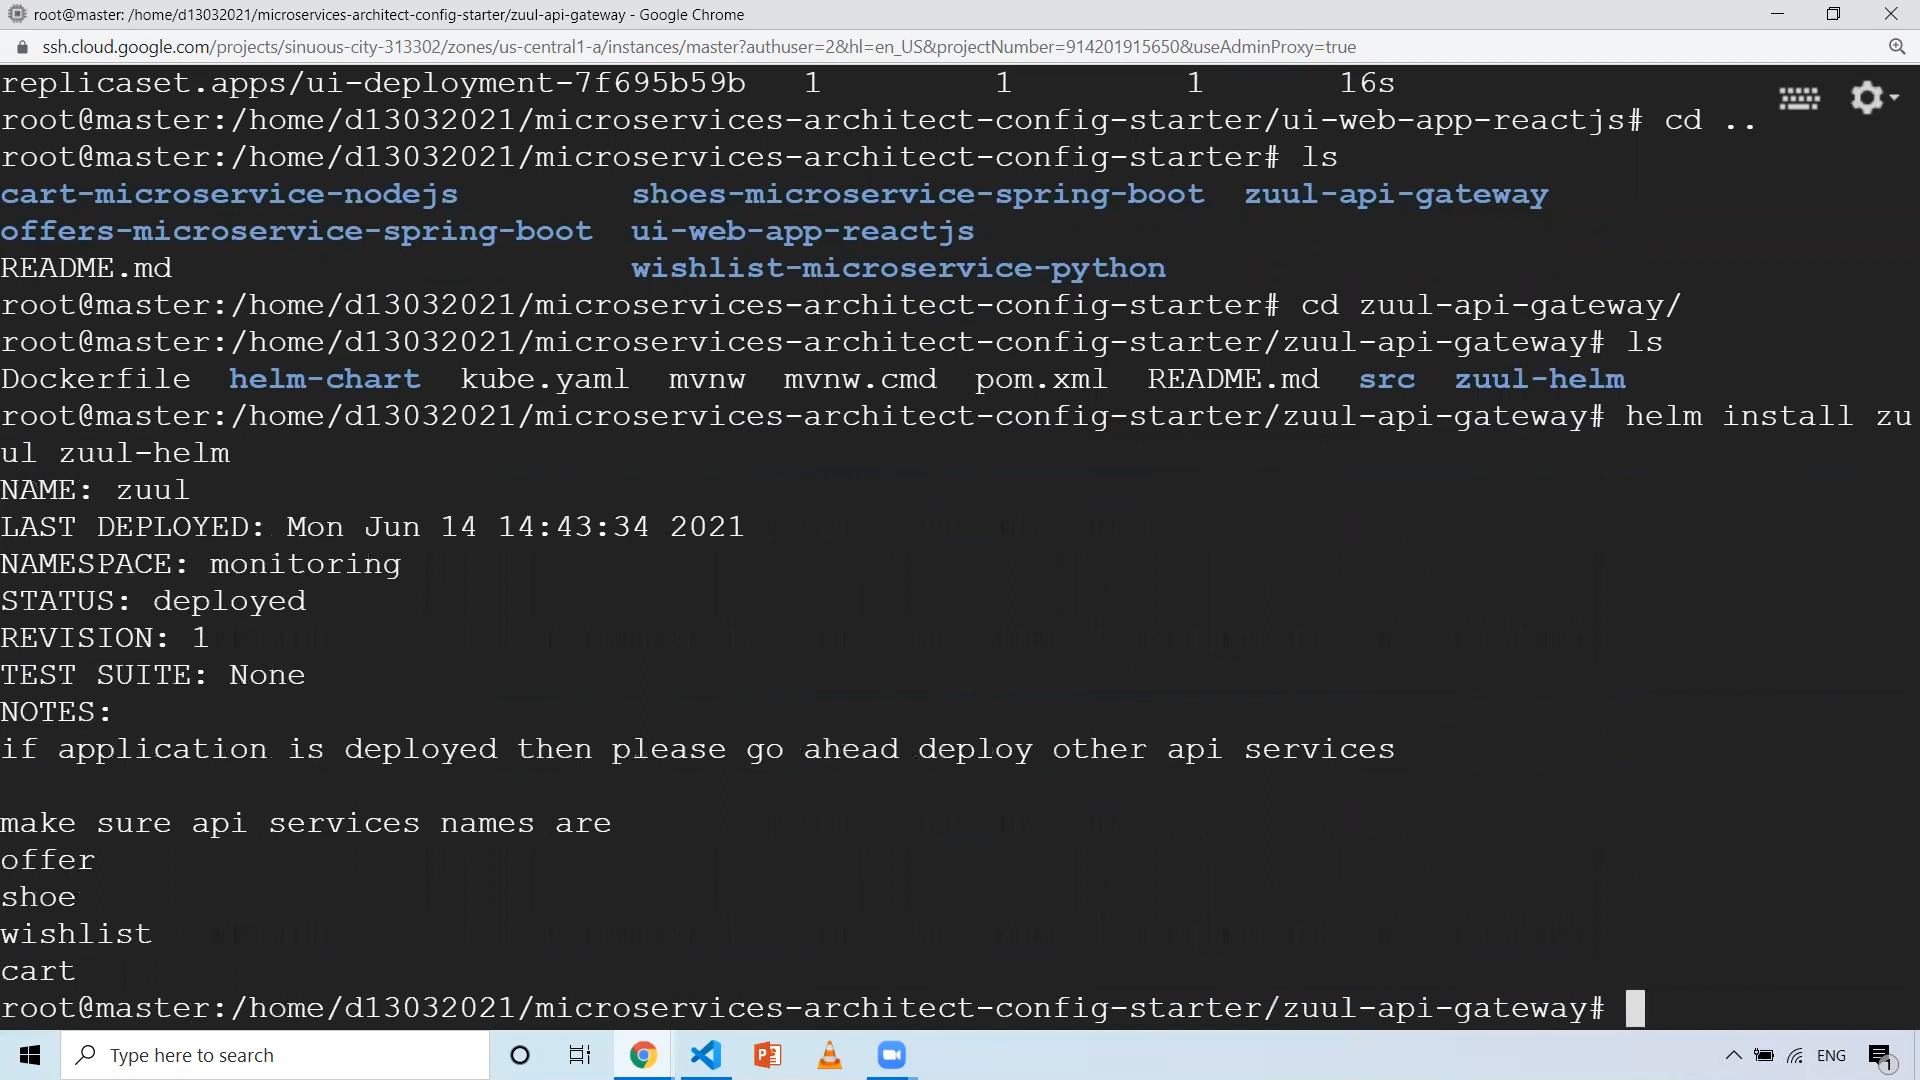 root@master: /home/d13032021/microservices-architect-config-starter/zuul-api-gateway - Google Chrome
ssh.cloud.google.com/projects/sinuous-city-313302/zones/us-central1-a/instances/master?authuser=2&hl=en_US&projectNumber=914201915650&useAdminProxy=true
replicaset.apps/ui-deployment-7f695b59b 1 1 1 16s
root@master:/home/d13032021/microservices-architect-config-starter/ui-web-app-reactjs# cd ..
root@master:/home/d13032021/microservices-architect-config-starter# ls
cart-microservice-nodejs shoes-microservice-spring-boot zuul-api-gateway
offers-microservice-spring-boot ui-web-app-reactjs
README.md wishlist-microservice-python
root@master:/home/d13032021/microservices-architect-config-starter# cd zuul-api-gateway/
root@master:/home/d13032021/microservices-architect-config-starter/zuul-api-gateway# ls
Dockerfile helm-chart kube.yaml mvnw mvnw.cmd pom.xml README.md src zuul-helm
root@master:/home/d13032021/microservices-architect-config-starter/zuul-api-gateway# helm install zu
ul zuul-helm
NAME: zuul
LAST DEPLOYED: Mon Jun 14 14:43:34 2021
NAMESPACE: monitoring
STATUS: deployed
REVISION: 1
TEST SUITE: None
NOTES:
if application is deployed then please go ahead deploy other api services
make sure api services names are
offer
shoe
wishlist
cart
root@master:/home/d13032021/microservices-architect-config-starter/zuul-api-gateway#
Type here to search
ENG
1